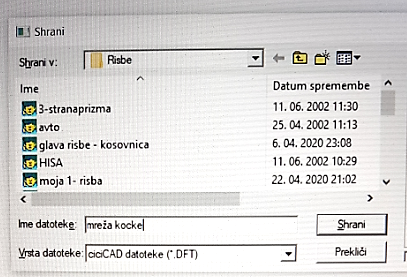 Shrani
Shrani v: Risbe
Ime Datum spremembe
3-stranaprizma 11. 06. 2002 11:30
avto 25. 04. 2002 11:13
glava risbe - kosovnica 6. 04. 2020 23:08
HISA 11. 06. 2002 10:29
moja 1- risba 22. 04. 2020 21:02
Ime datoteke: mreža kocke Shrani
Vrsta datoteke: ciciCAD datoteke (*.DFT) Prekliči